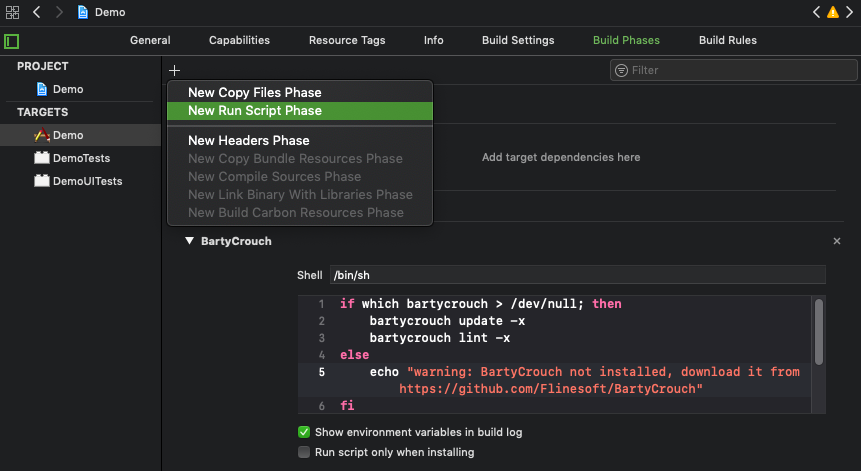 Demo
General Capabilities Resource Tags Info Build Settings Build Phases Build Rules
PROJECT
Demo
TARGETS
Demo
DemoTests
DemoUITests
Filter
New Copy Files Phase
New Run Script Phase
New Headers Phase
New Copy Bundle Resources Phase
New Compile Sources Phase
New Link Binary With Libraries Phase
New Build Carbon Resources Phase
Add target dependencies here
BartyCrouch
Shell /bin/sh
1 if which bartycrouch > /dev/null; then
2 bartycrouch update -x
3 bartycrouch lint -x
4 else
5 echo "warning: BartyCrouch not installed, download it from
https://github.com/Flinesoft/BartyCrouch"
6 fi
Show environment variables in build log
Run script only when installing